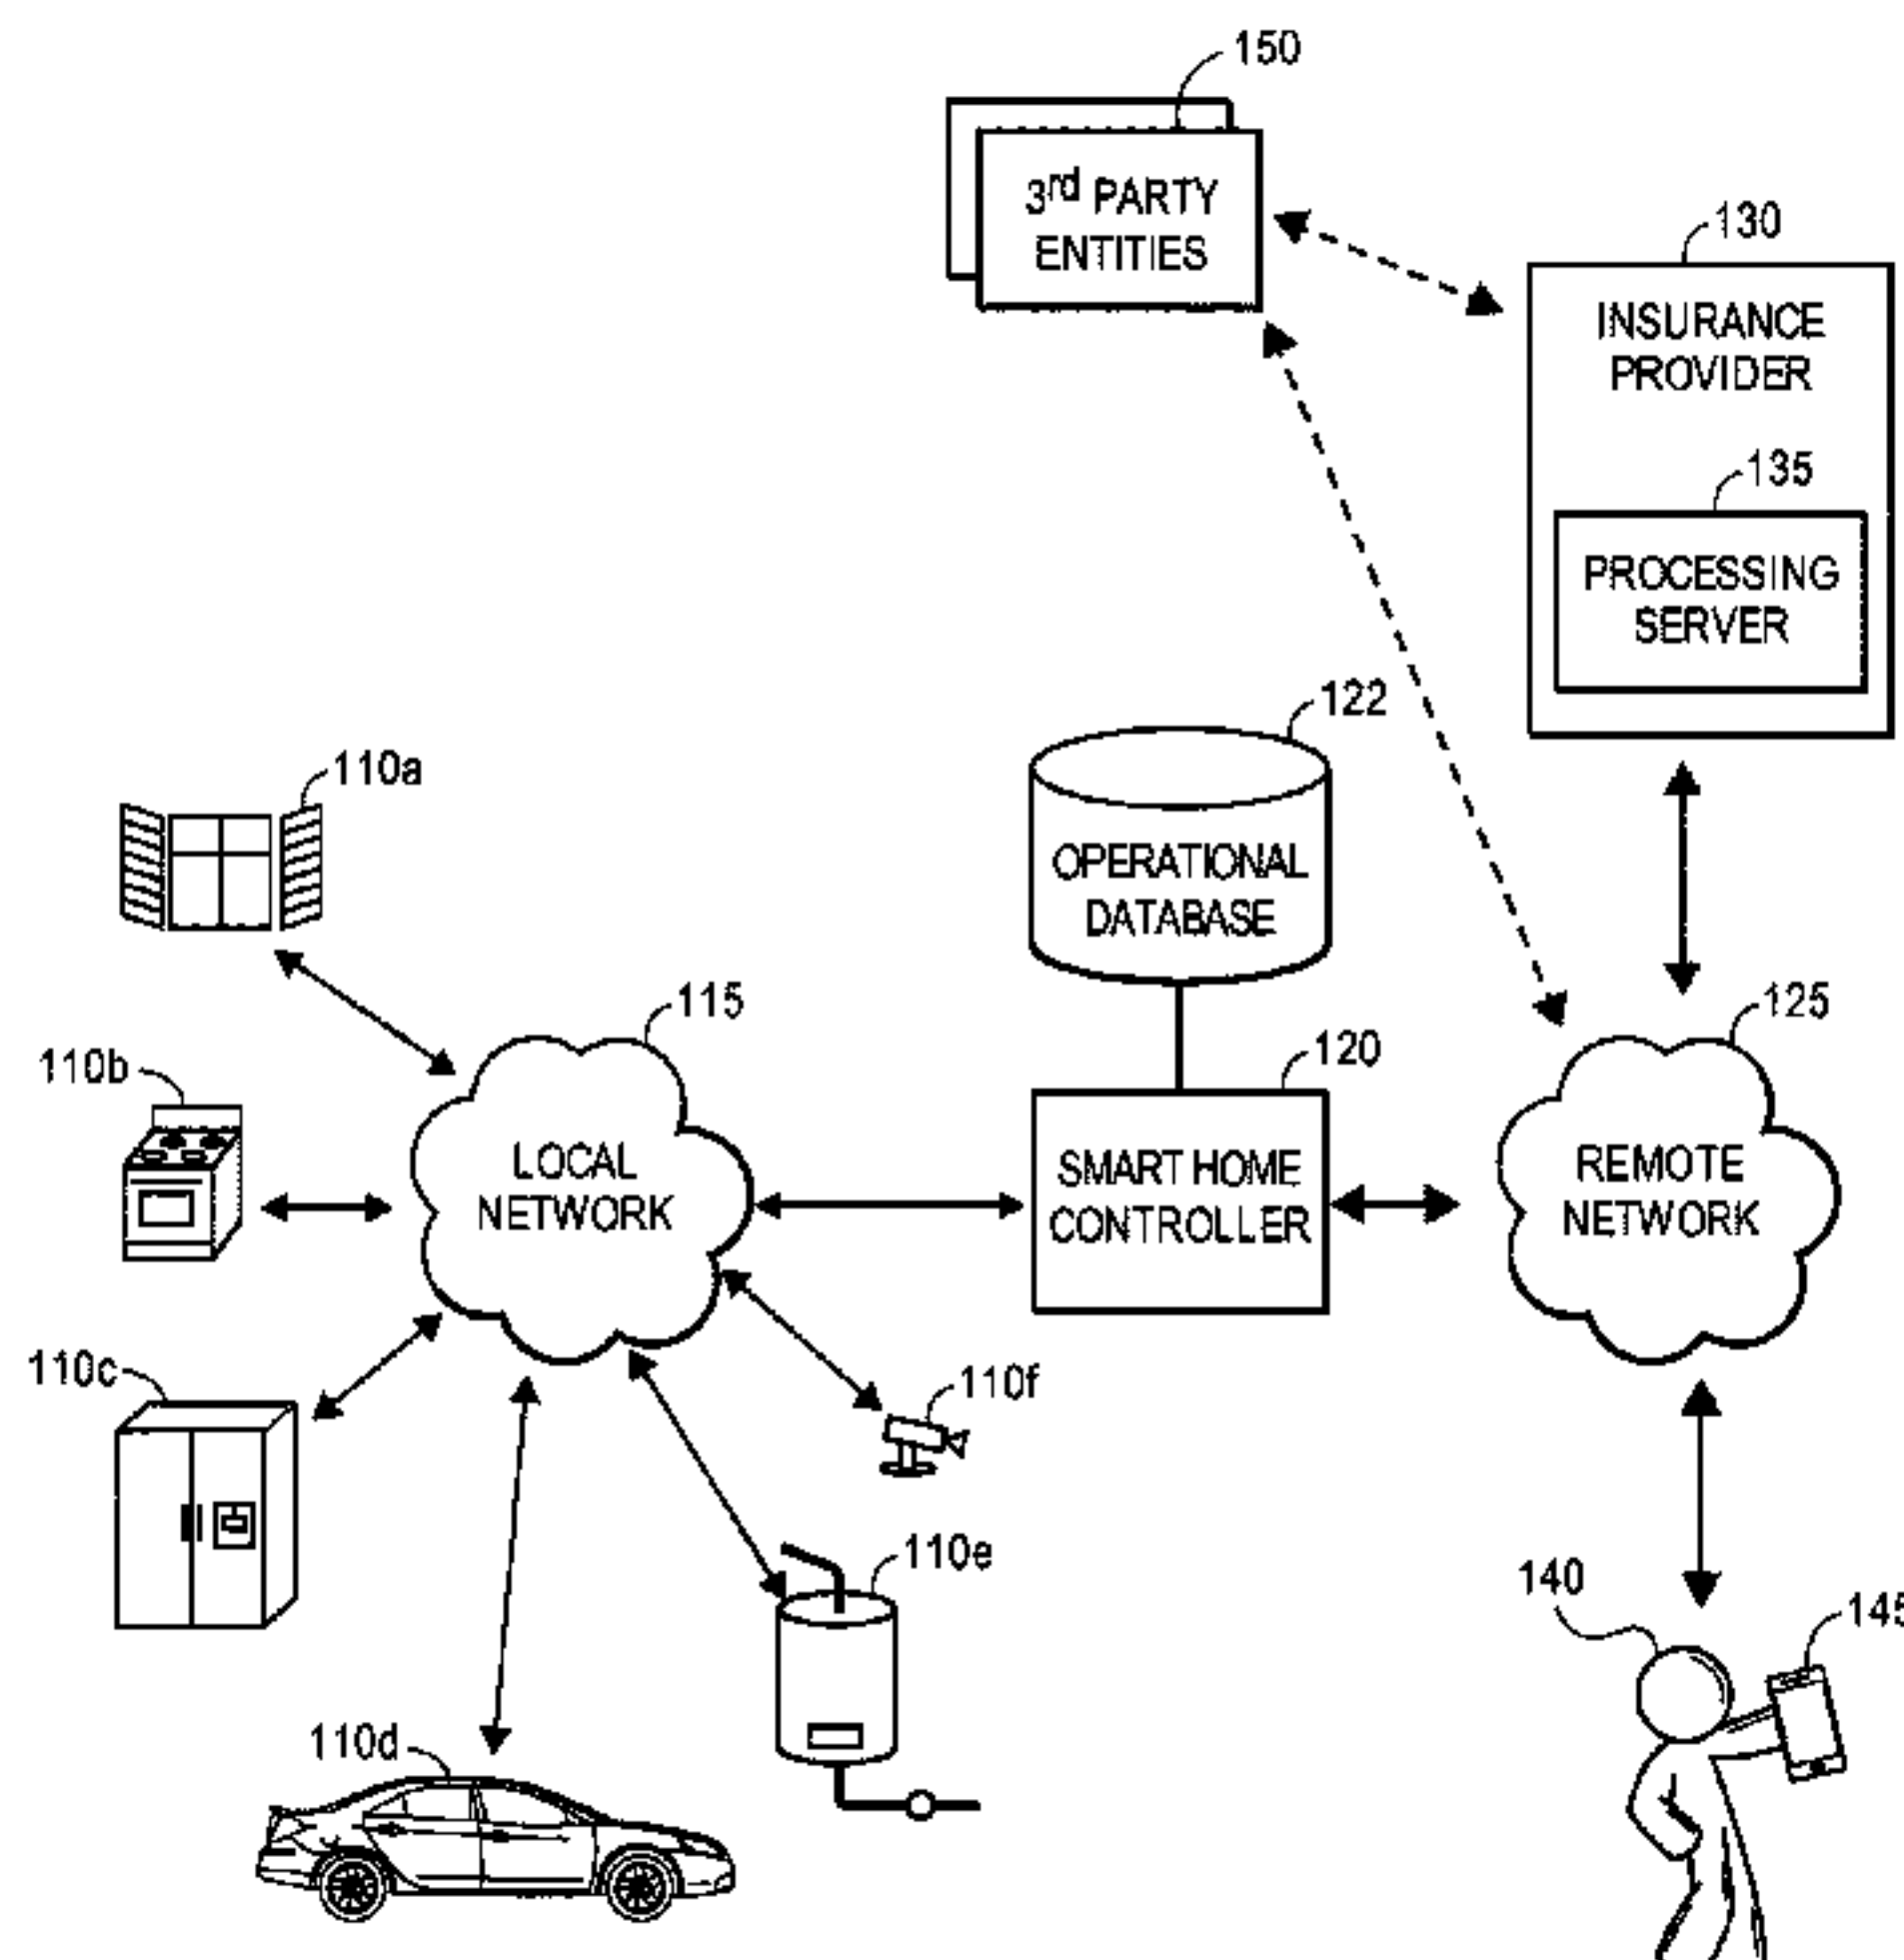 150
3rd PARTY
ENTITIES
130
INSURANCE
PROVIDER
135
PROCESSING
SERVER
122
OPERATIONAL
DATABASE
110a
115
125
110b
120
LOCAL
NETWORK
SMART HOME
CONTROLLER
REMOTE
NETWORK
110c
110f
110e
140
145
110d